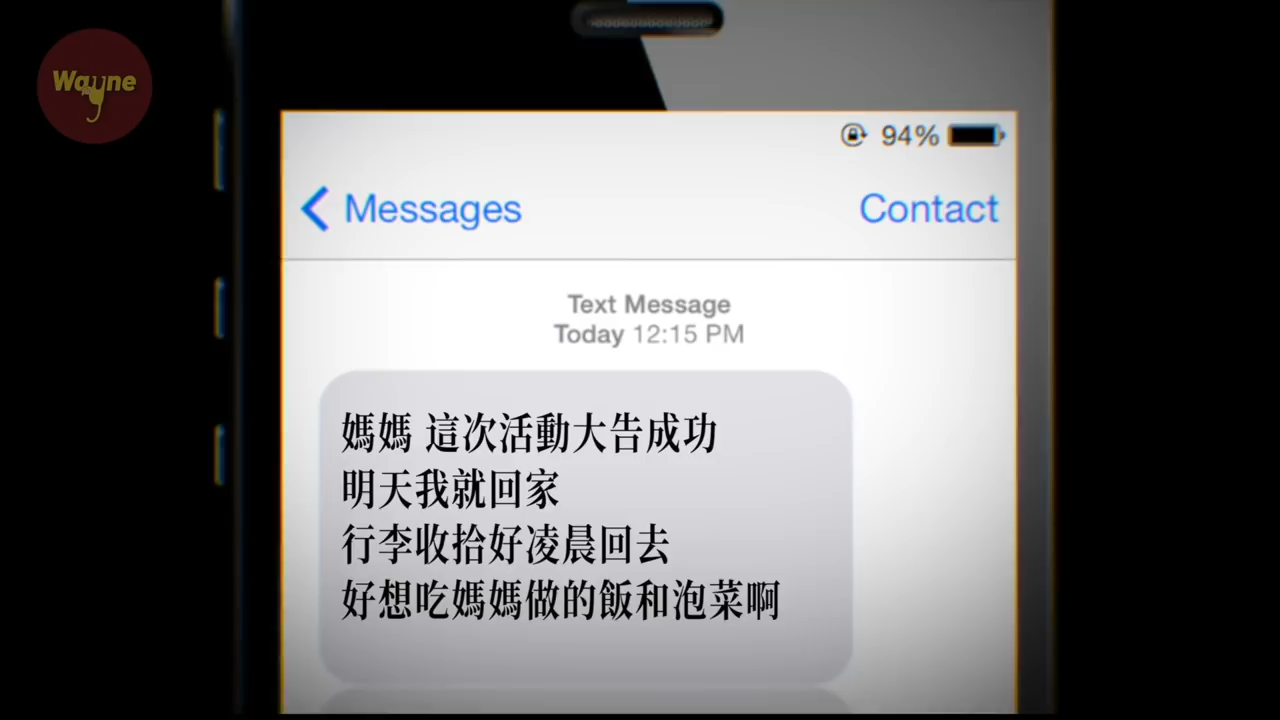 Wayne
94%
Messages
Contact
Text Message
Today 12:15 PM
媽媽 這次活動大告成功
明天我就回家
行李收拾好凌晨回去
好想吃媽媽做的飯和泡菜啊